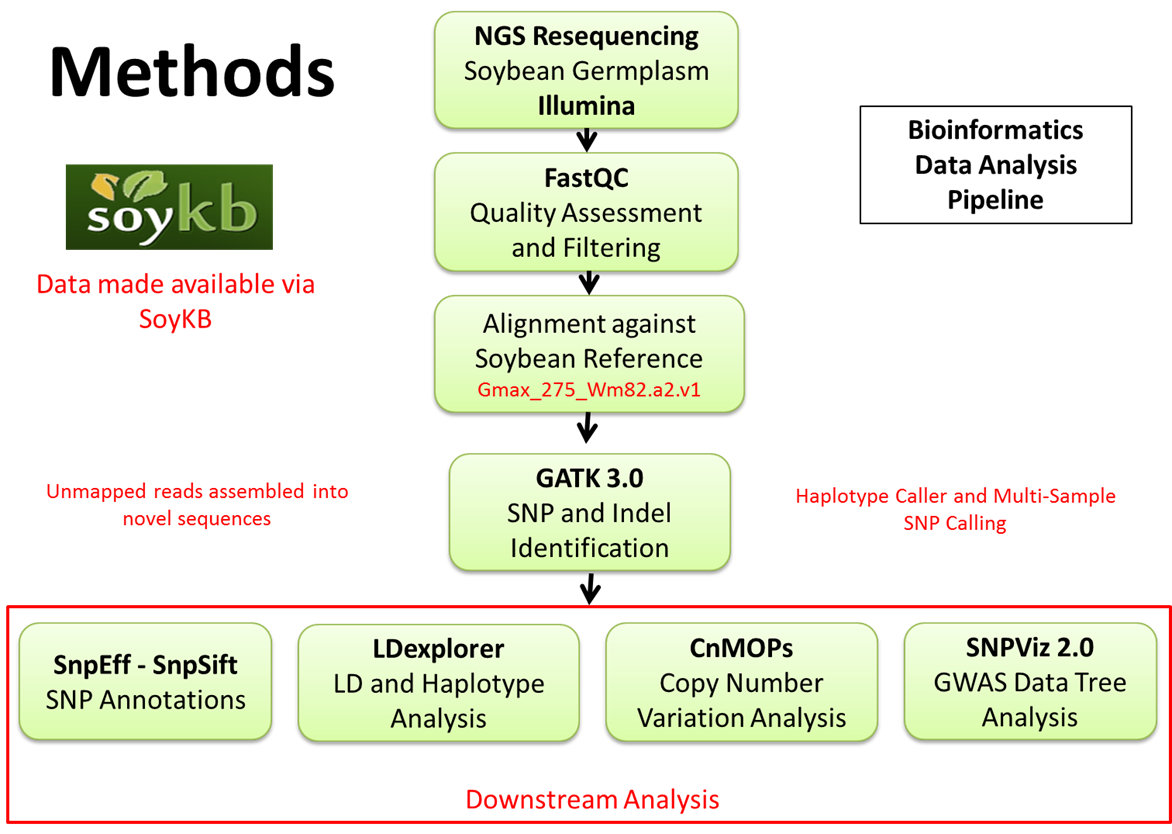 Methods
NGS Resequencing
Soybean Germplasm
Illumina
Bioinformatics
Data Analysis
Pipeline
soykb
Data made available via
SoyKB
FastQC
Quality Assessment
and Filtering
Alignment against
Soybean Reference
Gmax_275_Wm82.a2.v1
Unmapped reads assembled into
novel sequences
GATK 3.0
SNP and Indel
Identification
Haplotype Caller and Multi-Sample
SNP Calling
SnpEff - SnpSift
SNP Annotations
LDexplorer
LD and Haplotype
Analysis
CnMOPs
Copy Number
Variation Analysis
SNPViz 2.0
GWAS Data Tree
Analysis
Downstream Analysis